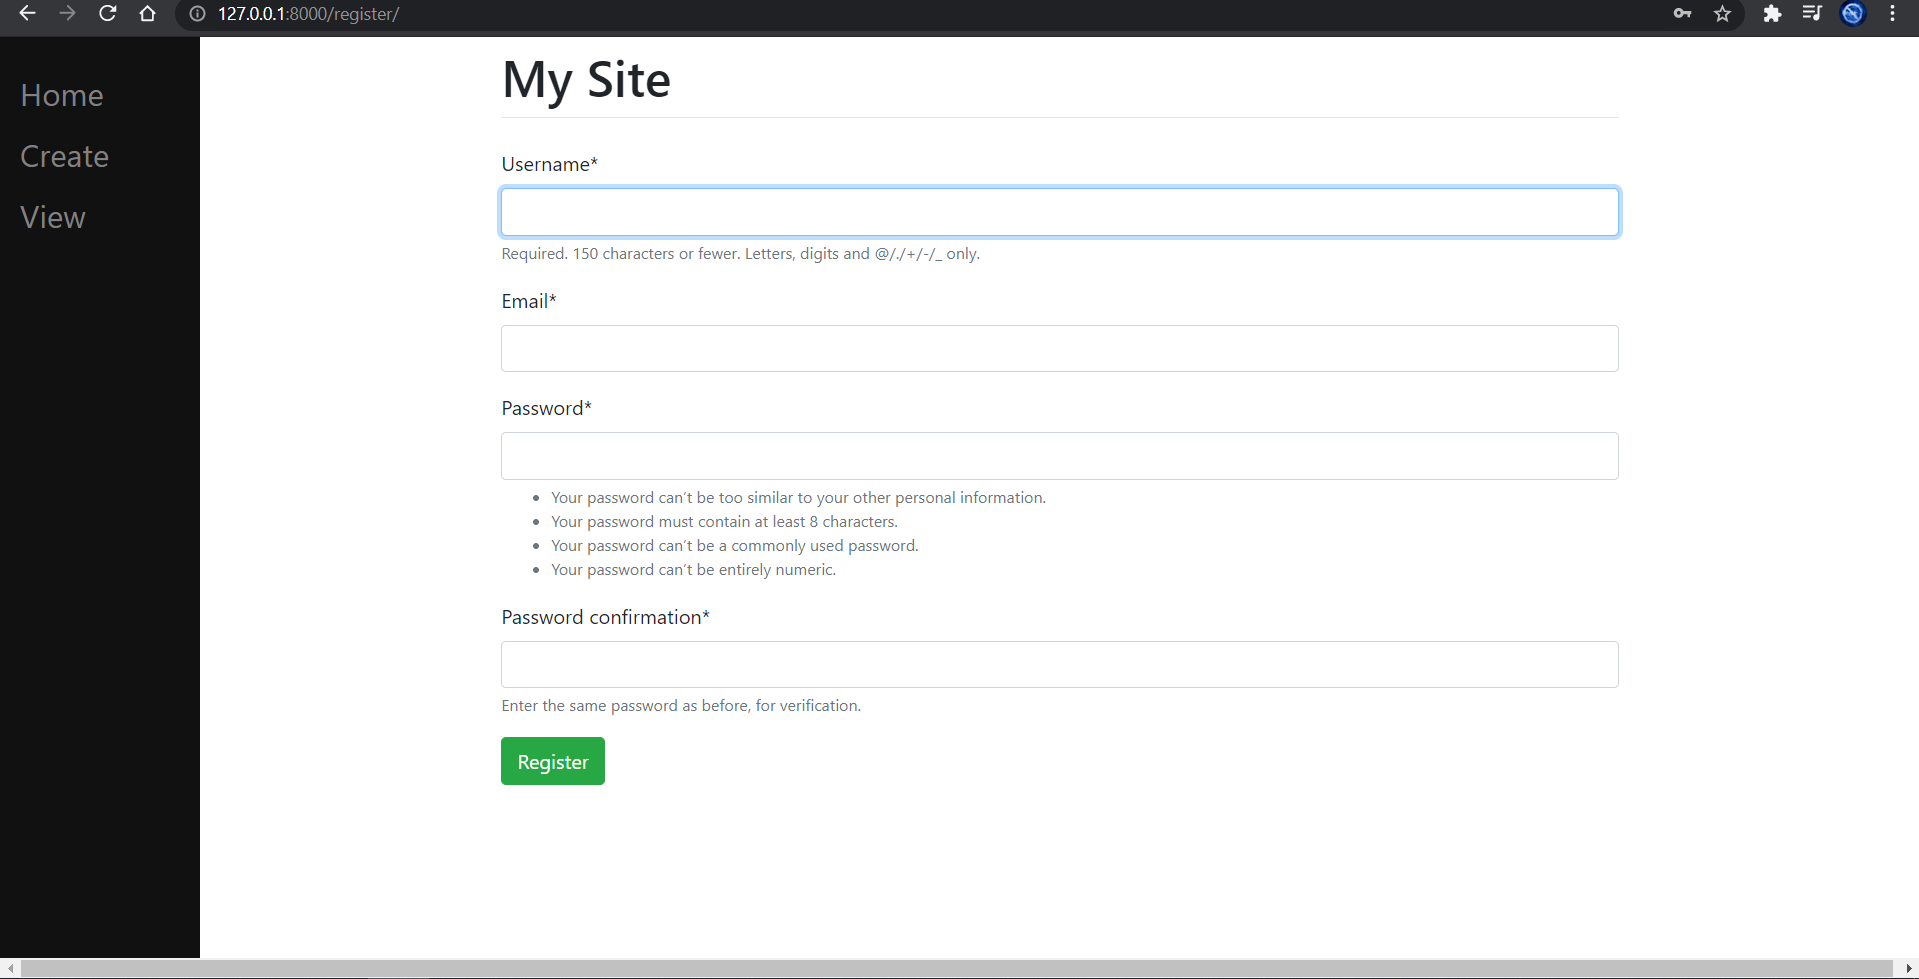 127.0.0.1:8000/register/
Home
Create
View
My Site
Username*
Required. 150 characters or fewer. Letters, digits and @/./+/-/_ only.
Email*
Password*
Your password can’t be too similar to your other personal information.
Your password must contain at least 8 characters.
Your password can’t be a commonly used password.
Your password can’t be entirely numeric.
Password confirmation*
Enter the same password as before, for verification.
Register